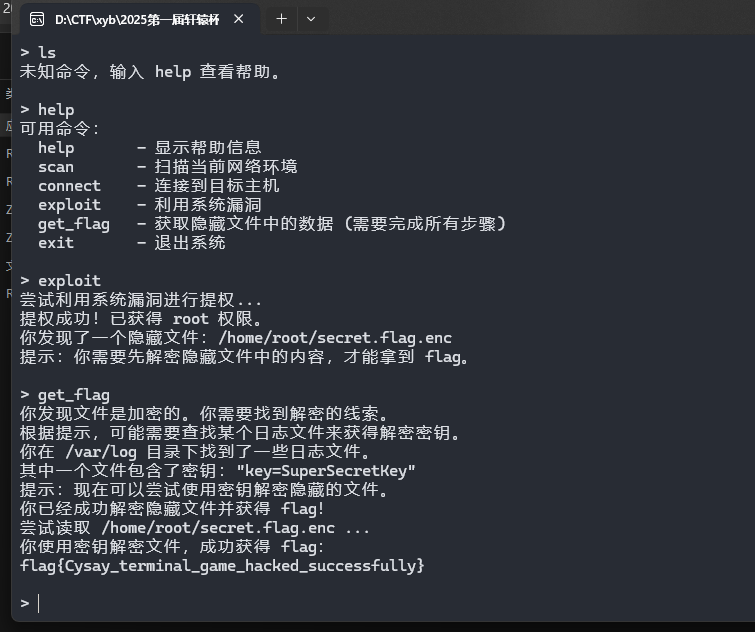 D:\CTF\xyb\2025第一届轩辕杯
> ls
未知命令，输入 help 查看帮助。
> help
可用命令：
help - 显示帮助信息
scan - 扫描当前网络环境
connect - 连接到目标主机
exploit - 利用系统漏洞
get_flag - 获取隐藏文件中的数据 (需要完成所有步骤)
exit - 退出系统
> exploit
尝试利用系统漏洞进行提权...
提权成功！已获得 root 权限。
你发现了一个隐藏文件：/home/root/secret.flag.enc
提示：你需要先解密隐藏文件中的内容，才能拿到 flag。
> get_flag
你发现文件是加密的。你需要找到解密的线索。
根据提示，可能需要查找某个日志文件来获得解密密钥。
你在 /var/log 目录下找到了一些日志文件。
其中一个文件包含了密钥："key=SuperSecretKey"
提示：现在可以尝试使用密钥解密隐藏的文件。
你已经成功解密隐藏文件并获得 flag！
尝试读取 /home/root/secret.flag.enc ...
你使用密钥解密文件，成功获得 flag：
flag{Cysay_terminal_game_hacked_successfully}
>